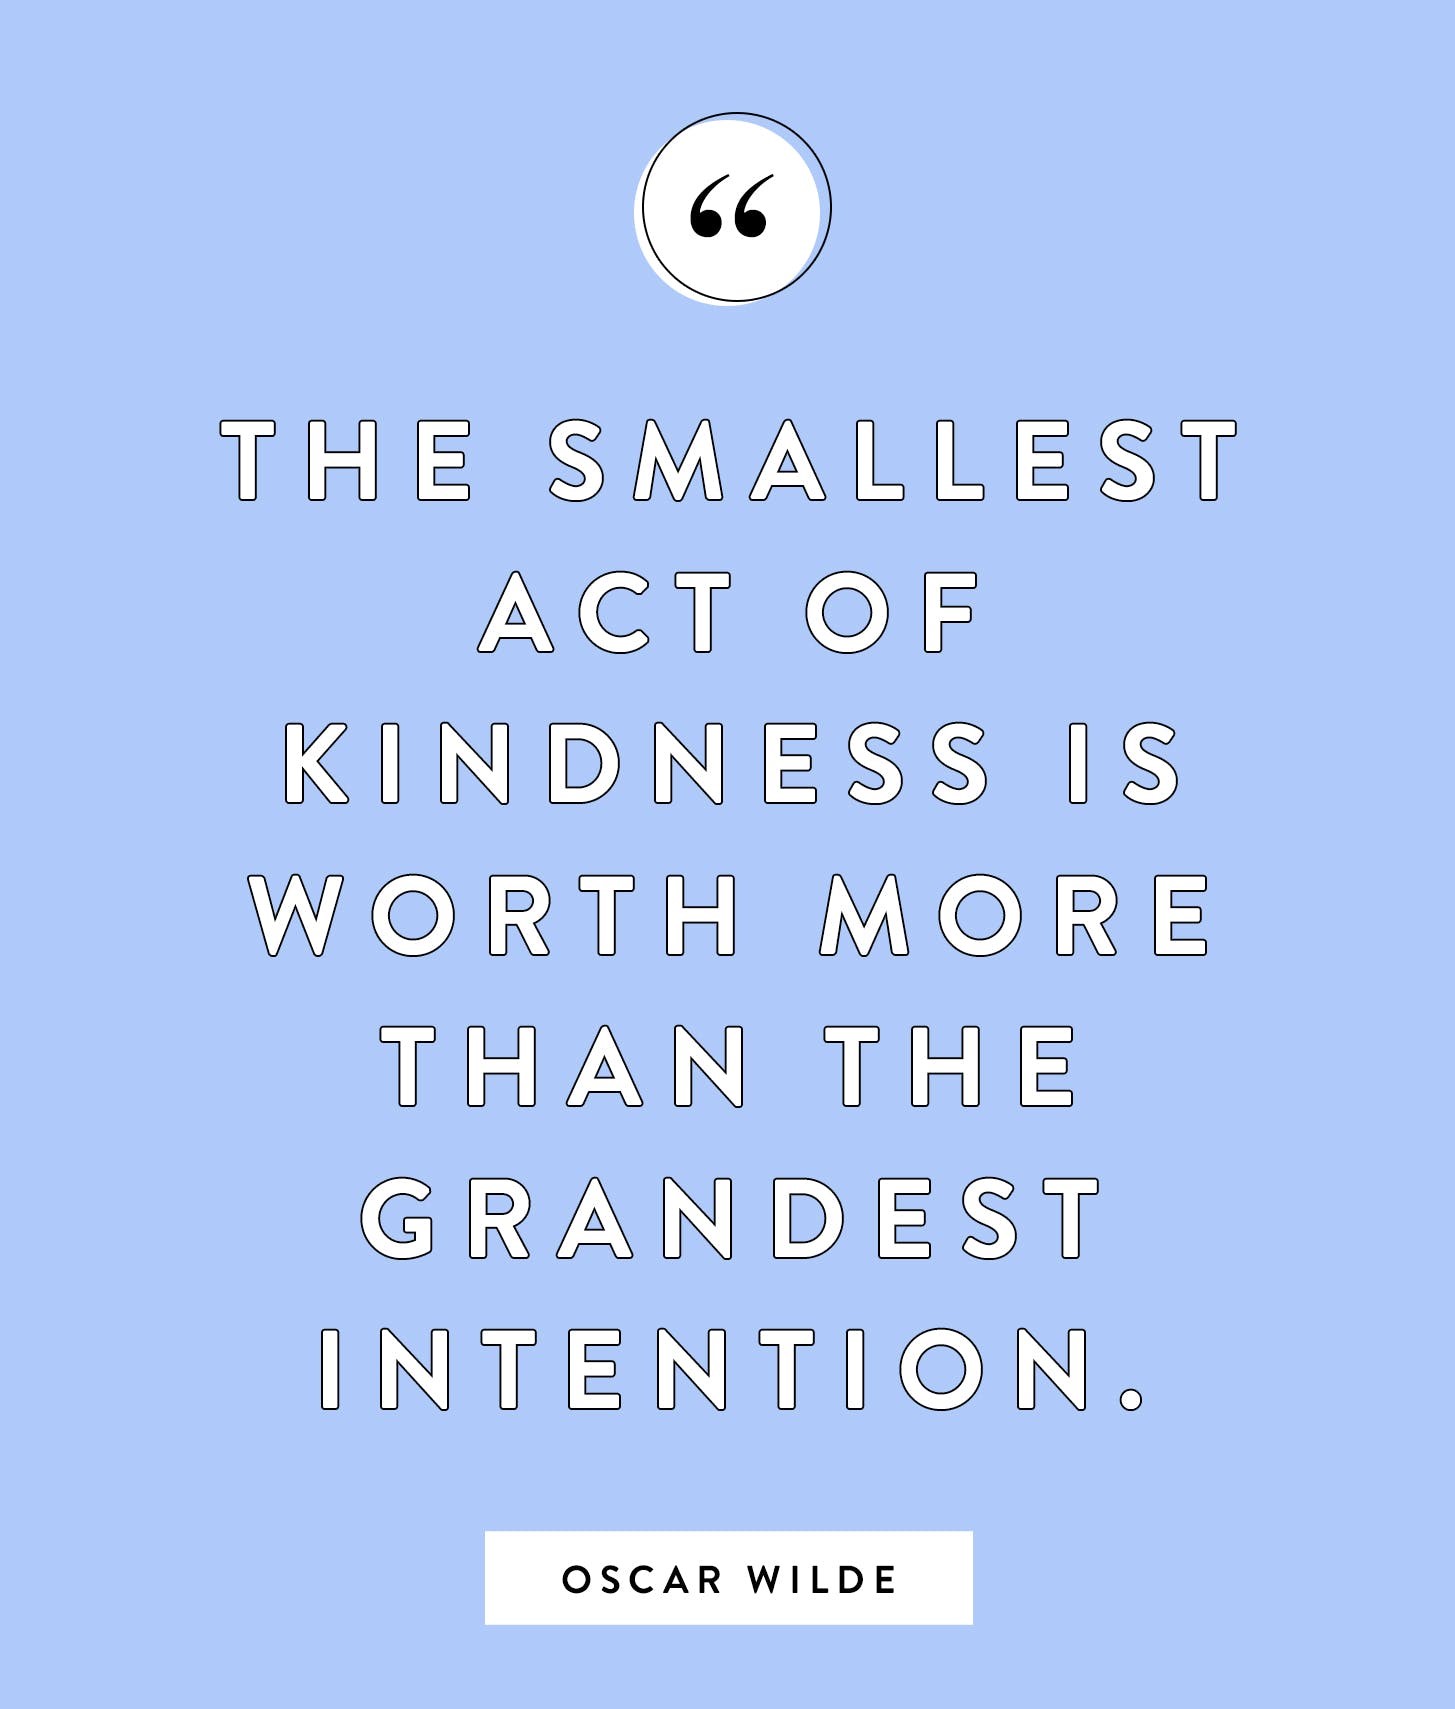 “
THE SMALLEST
ACT OF
KINDNESS IS
WORTH MORE
THAN THE
GRANDEST
INTENTION.
OSCAR WILDE